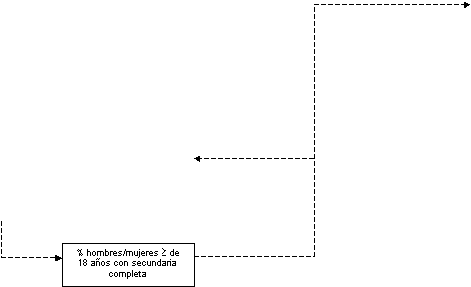 % hombres/mujeres ≥ de
18 años con secundaria
completa